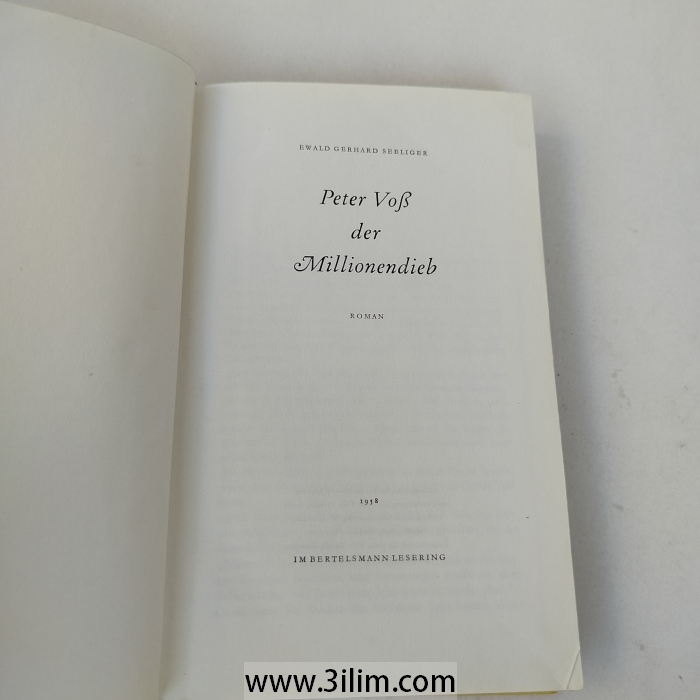 EWALD GERHARD SEELIGER
Peter Voß
der
Millionendieb
ROMAN
1958
IM BERTELSMANN LESERING
www.3ilim.com